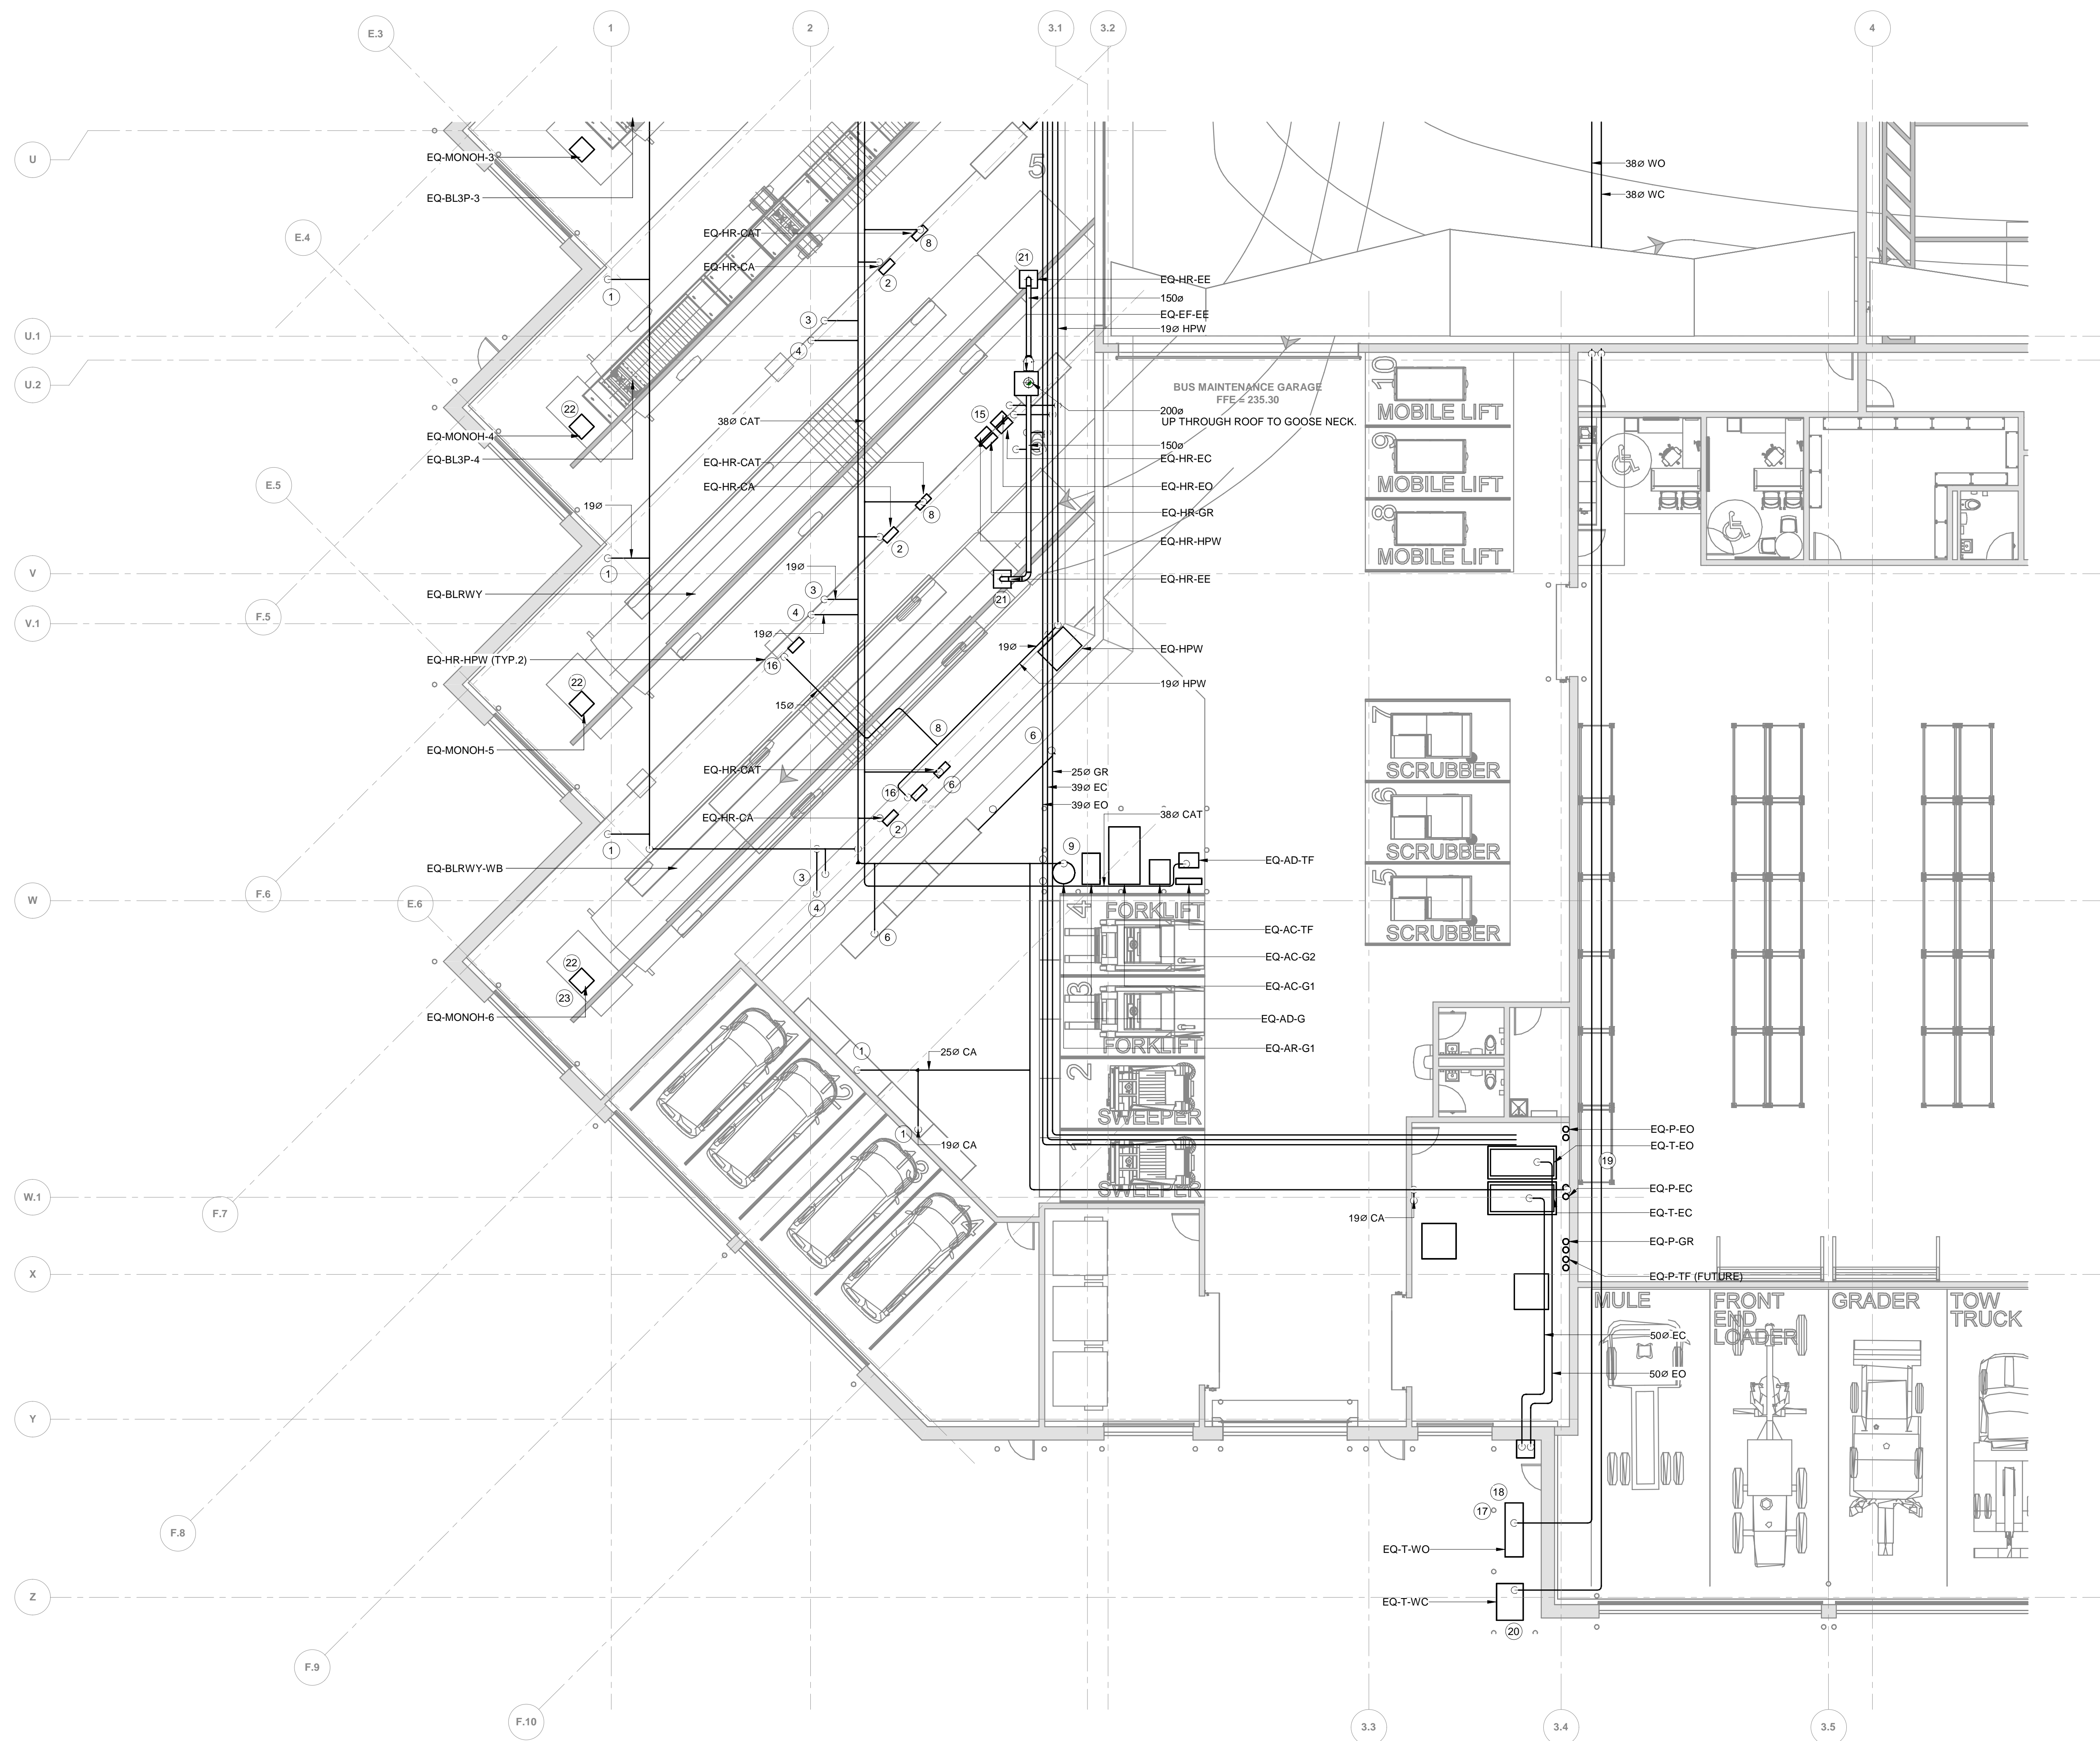 E.3
1
2
3.1
3.2
4
U
EQ-MONOH-3
5
38Ø WO
EQ-BL3P-3
38Ø WC
E.4
EQ-HR-CAT
8
EQ-HR-CA
2
21
EQ-HR-EE
1
150ø
EQ-EF-EE
3
19Ø HPW
U.1
4
U.2
BUS MAINTENANCE GARAGE
FFE = 235.30
10
MOBILE LIFT
22
15
200ø
UP THROUGH ROOF TO GOOSE NECK.
38Ø CAT
EQ-MONOH-4
150ø
9
EQ-BL3P-4
EQ-HR-CAT
EQ-HR-EC
E.5
EQ-HR-CA
EQ-HR-EO
MOBILE LIFT
19Ø
8
EQ-HR-GR
8
2
EQ-HR-HPW
MOBILE LIFT
V
1
19Ø
EQ-HR-EE
EQ-BLRWY
3
21
F.5
4
V.1
19Ø
19Ø
EQ-HPW
EQ-HR-HPW (TYP.2)
16
22
19Ø HPW
15Ø
7
8
6
EQ-MONOH-5
SCRUBBER
EQ-HR-CAT
25Ø GR
6
39Ø EC
16
6
39Ø EO
EQ-HR-CA
38Ø CAT
2
SCRUBBER
1
9
EQ-AD-TF
EQ-BLRWY-WB
3
5
F.6
W
E.6
4
4
FORKLIFT
EQ-AC-TF
SCRUBBER
6
EQ-AC-G2
22
3
EQ-AC-G1
23
EQ-MONOH-6
EQ-AD-G
FORKLIFT
EQ-AR-G1
1
25Ø CA
2
SWEEPER
1
19Ø CA
1
EQ-P-EO
EQ-T-EO
19
SWEEPER
EQ-P-EC
W.1
F.7
19Ø CA
EQ-T-EC
4
EQ-P-GR
X
EQ-P-TF (FUTURE)
MULE
FRONT
END
LOADER
GRADER
TOW
TRUCK
50Ø EC
50Ø EO
Y
18
17
F.8
EQ-T-WO
Z
EQ-T-WC
20
F.9
F.10
3.3
3.4
3.5